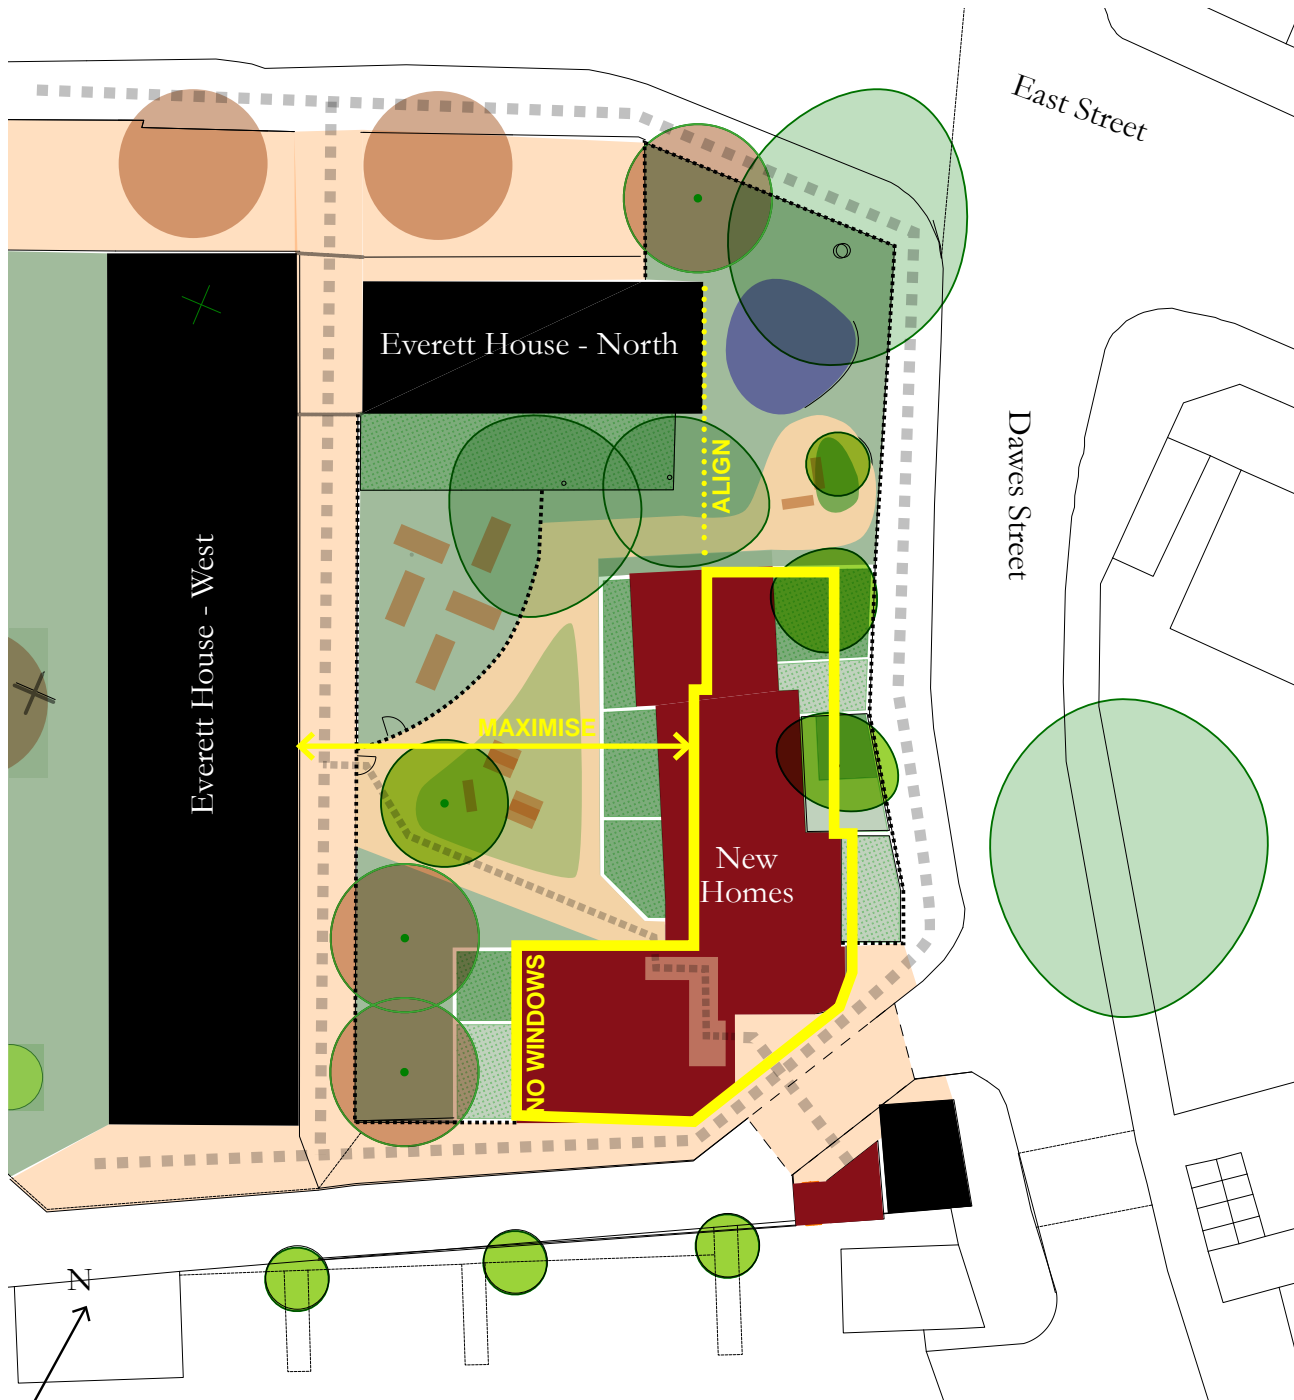 East Street
Everett House - North
Dawes Street
ALIGN
Everett House - West
MAXIMISE
New
Homes
NO WINDOWS
N